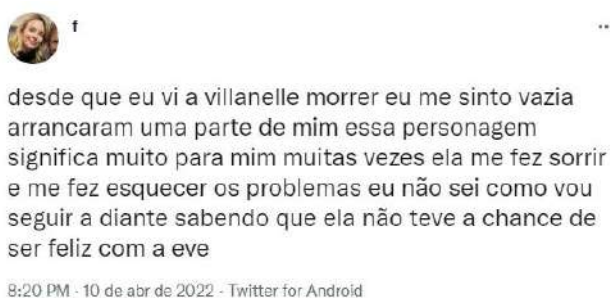 f
desde que eu vi a villanelle morrer eu me sinto vazia
arrancaram uma parte de mim essa personagem
significa muito para mim muitas vezes ela me fez sorrir
e me fez esquecer os problemas eu não sei como vou
seguir a diante sabendo que ela não teve a chance de
ser feliz com a eve
8:20 PM · 10 de abr de 2022 · Twitter for Android